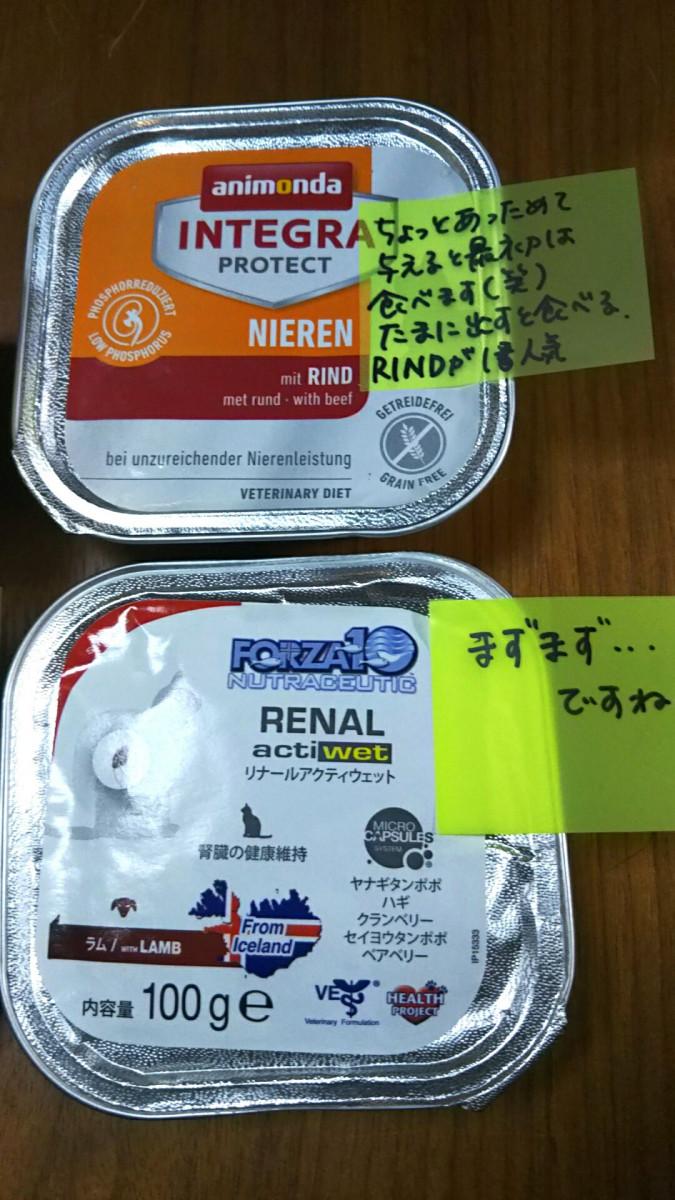 animonda
INTEGRA
PROTECT
PHOSPHORREDUZIERT
LOW PHOSPHORUS
NIEREN
mit RIND
met rund · with beef
GETREIDEFREI
GRAIN FREE
bei unzureichender Nierenleistung
VETERINARY DIET
ちょっとあっためて
与えると最初は
食べます(笑)
たまに出すと食べる.
RINDが1番人気
FORZA10
NUTRACEUTIC
RENAL
actiwet
リナールアクティウェット
腎臓の健康維持
MICRO
CAPSULES
SYSTEM
ヤナギタンポポ
ハギ
クランベリー
セイヨウタンポポ
ベアベリー
From
Iceland
ラム / WITH LAMB
IP15333
内容量 100g e
VET
Veterinary Formulation
HEALTH
PROJECT
まずまず...
ですね